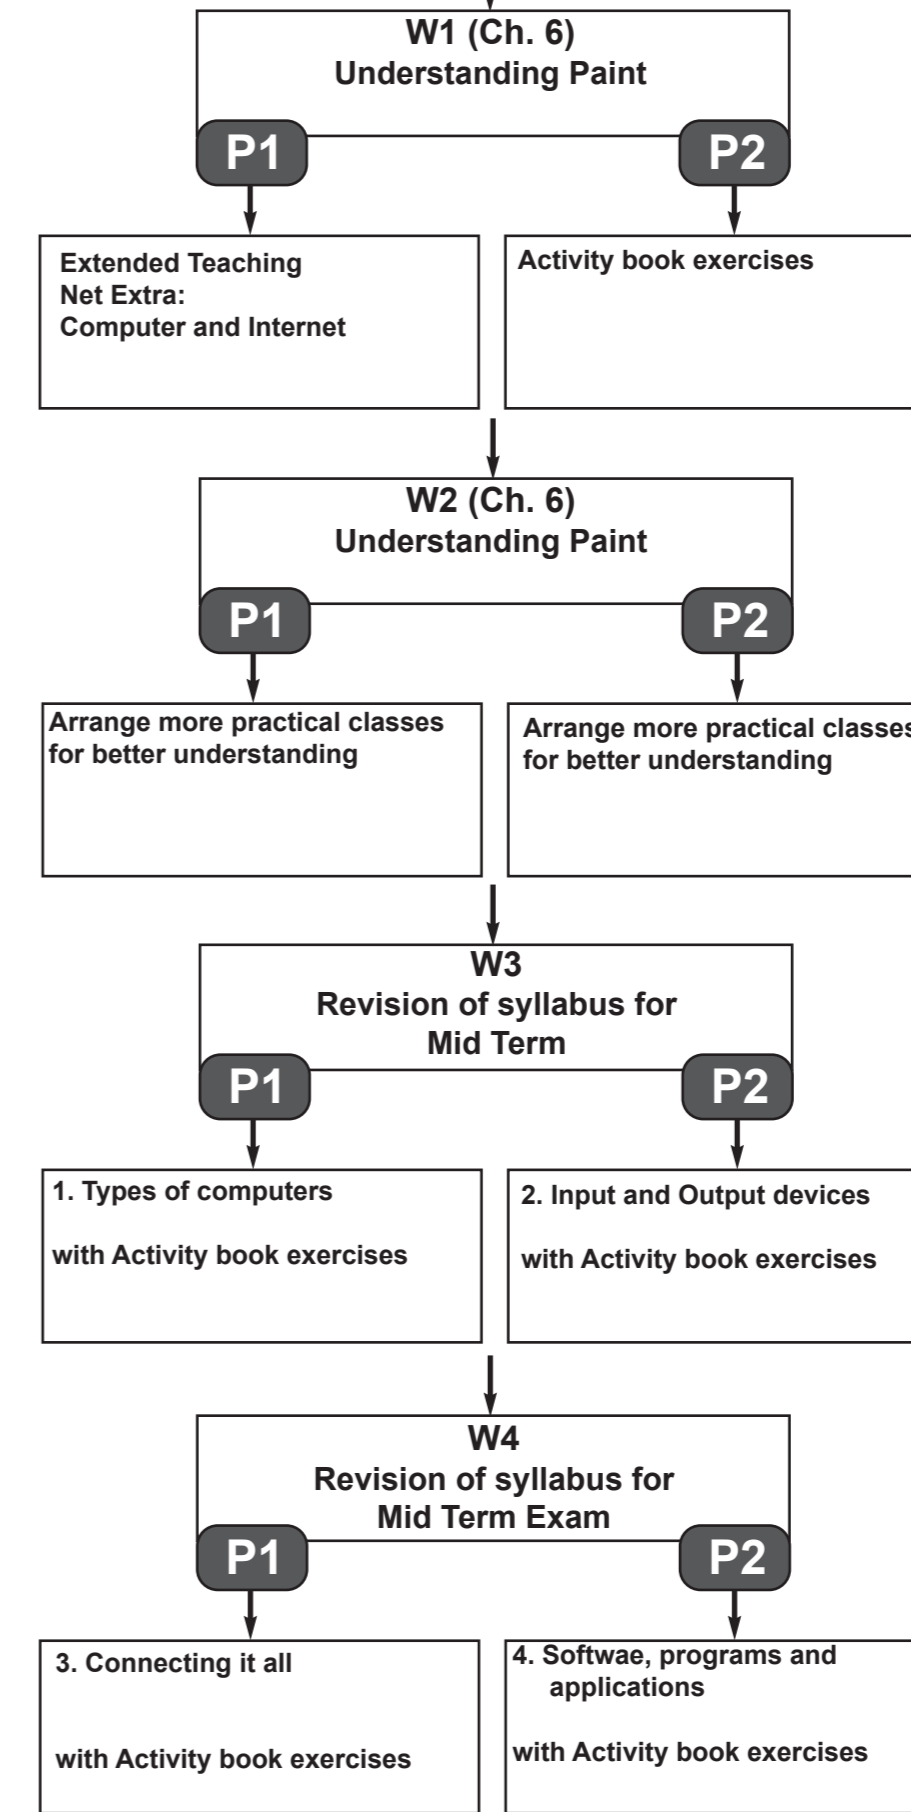 W1 (Ch. 6)
Understanding Paint
P1
P2
Extended Teaching
Net Extra:
Computer and Internet
Activity book exercises
W2 (Ch. 6)
Understanding Paint
P1
P2
Arrange more practical classes
for better understanding
Arrange more practical classes
for better understanding
W3
Revision of syllabus for
Mid Term
P1
P2
1. Types of computers
with Activity book exercises
2. Input and Output devices
with Activity book exercises
W4
Revision of syllabus for
Mid Term Exam
P1
P2
3. Connecting it all
with Activity book exercises
4. Softwae, programs and
applications
with Activity book exercises